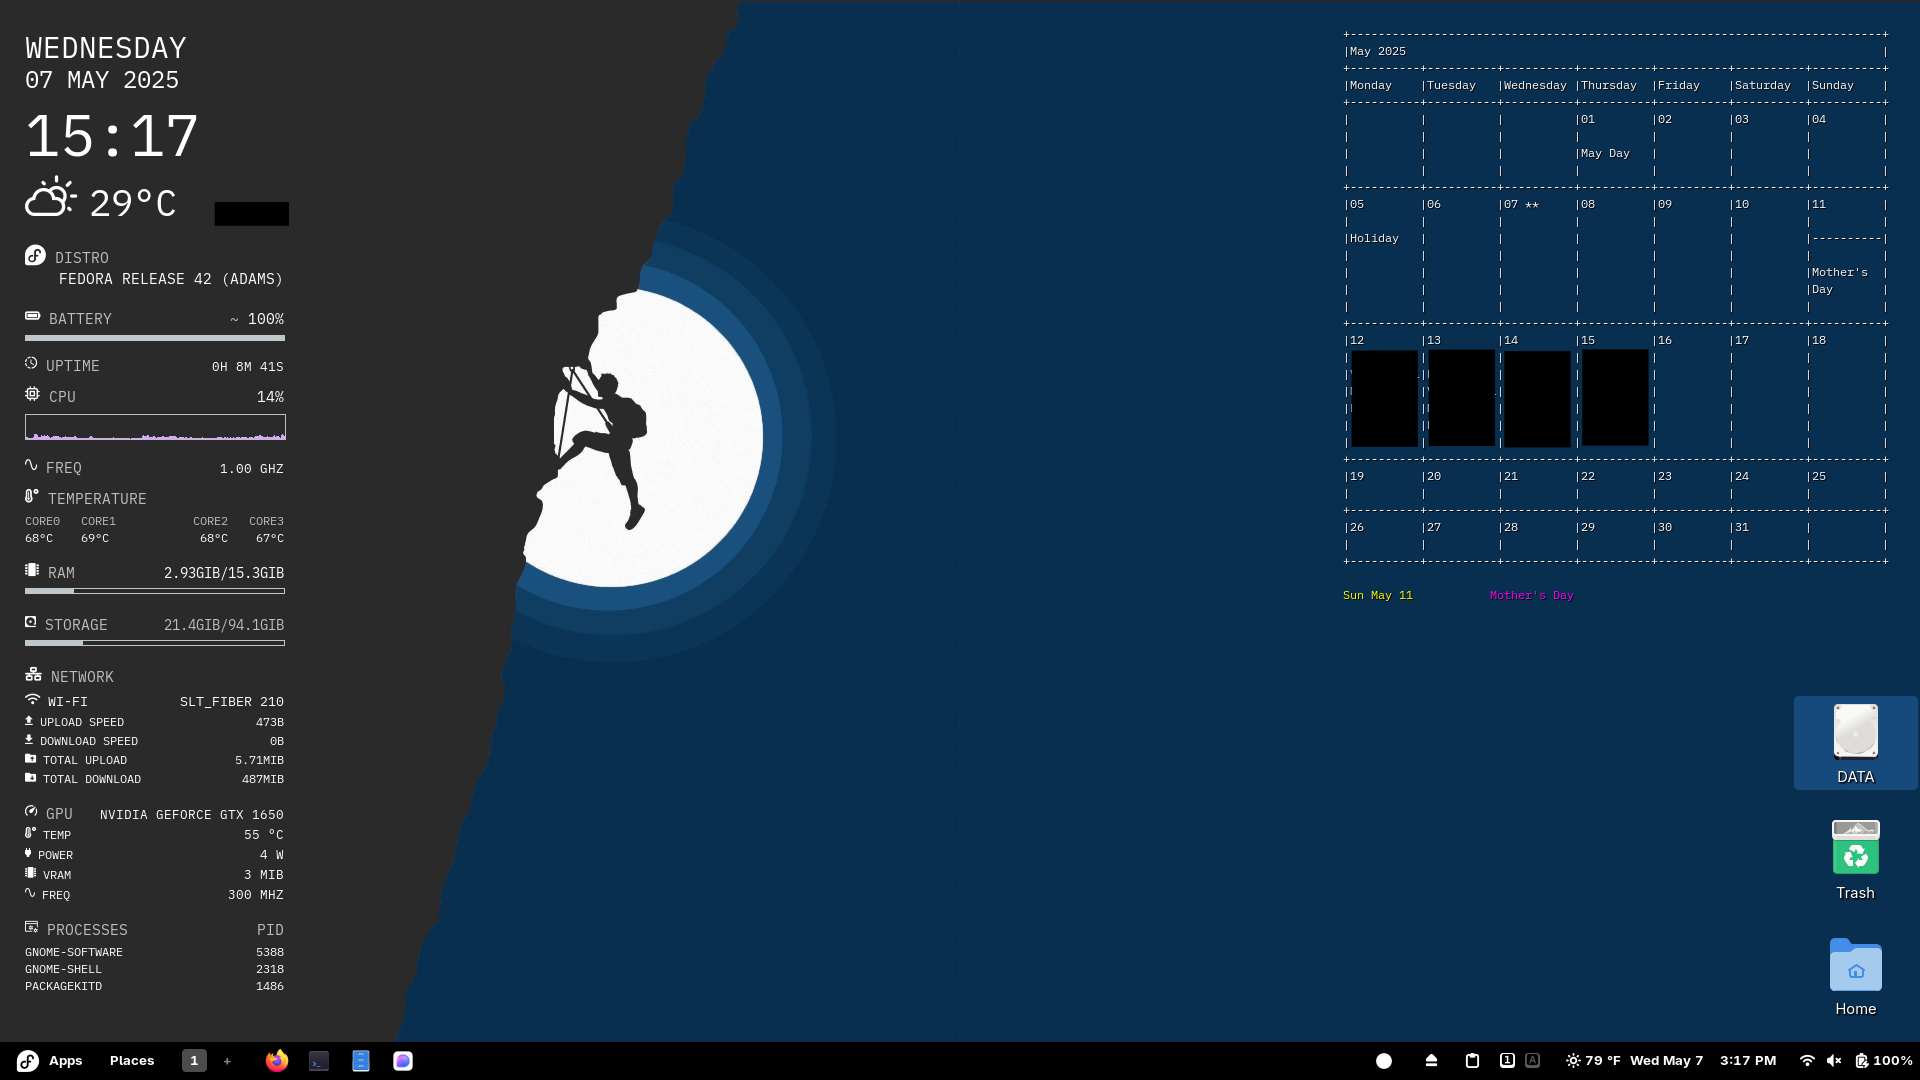 WEDNESDAY
07 MAY 2025
15:17
29°C
DISTRO
FEDORA RELEASE 42 (ADAMS)
BATTERY ~ 100%
UPTIME 0H 8M 41S
CPU 14%
FREQ 1.00 GHZ
TEMPERATURE
CORE0 CORE1 CORE2 CORE3
68°C 69°C 68°C 67°C
RAM 2.93GIB/15.3GIB
STORAGE 21.4GIB/94.1GIB
NETWORK
WI-FI SLT_FIBER 210
UPLOAD SPEED 473B
DOWNLOAD SPEED 0B
TOTAL UPLOAD 5.71MIB
TOTAL DOWNLOAD 487MIB
GPU NVIDIA GEFORCE GTX 1650
TEMP 55 °C
POWER 4 W
VRAM 3 MIB
FREQ 300 MHZ
PROCESSES PID
GNOME-SOFTWARE 5388
GNOME-SHELL 2318
PACKAGEKITD 1486
May 2025
Monday Tuesday Wednesday Thursday Friday Saturday Sunday
01 02 03 04
May Day
05 06 07 ** 08 09 10 11
Holiday
Mother's
Day
12 13 14 15 16 17 18
19 20 21 22 23 24 25
26 27 28 29 30 31
Sun May 11 Mother's Day
DATA
Trash
Home
Apps Places 1 + 1 A 79 °F Wed May 7 3:17 PM 100%